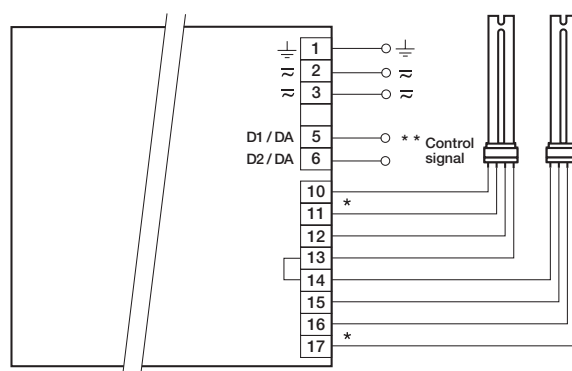 1
≂ 2 ≂
≂ 3 ≂
D1 / DA 5 * * Control
D2 / DA 6 signal
10
11 *
12
13
14
15
16
17 *